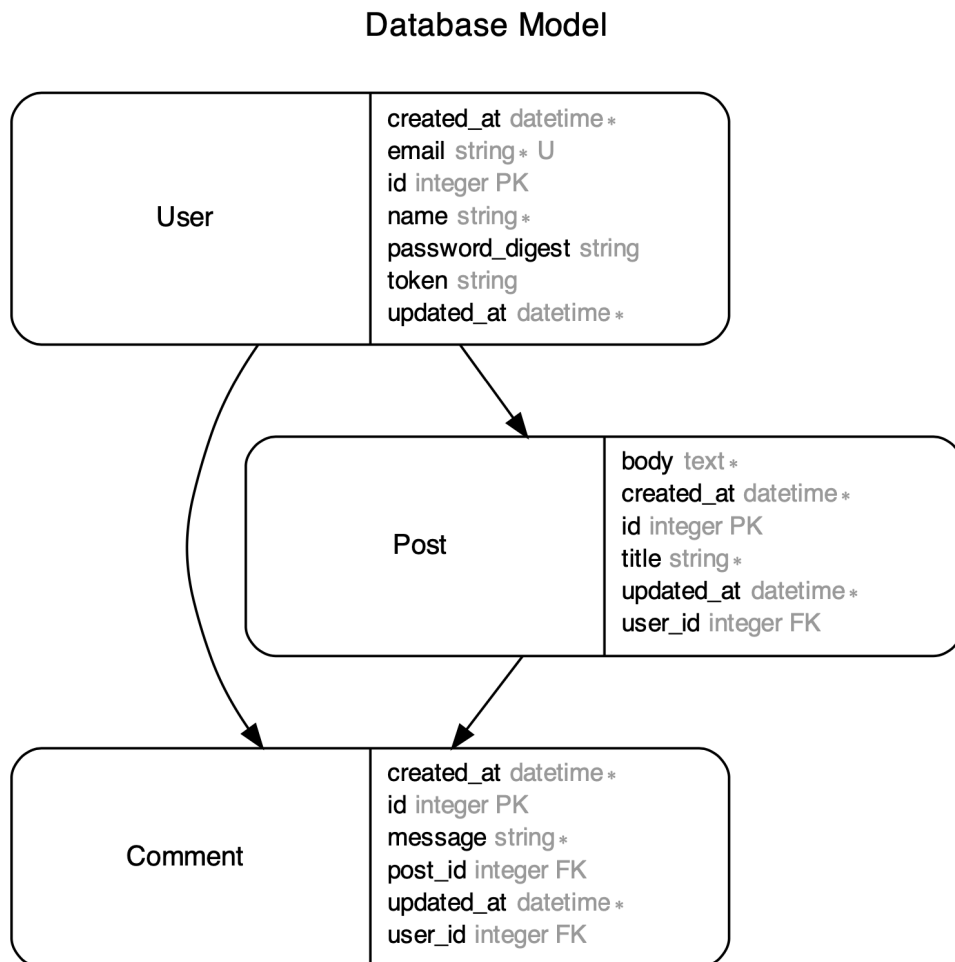 Database Model
User
created_at datetime *
email string * U
id integer PK
name string *
password_digest string
token string
updated_at datetime *
Post
body text *
created_at datetime *
id integer PK
title string *
updated_at datetime *
user_id integer FK
Comment
created_at datetime *
id integer PK
message string *
post_id integer FK
updated_at datetime *
user_id integer FK